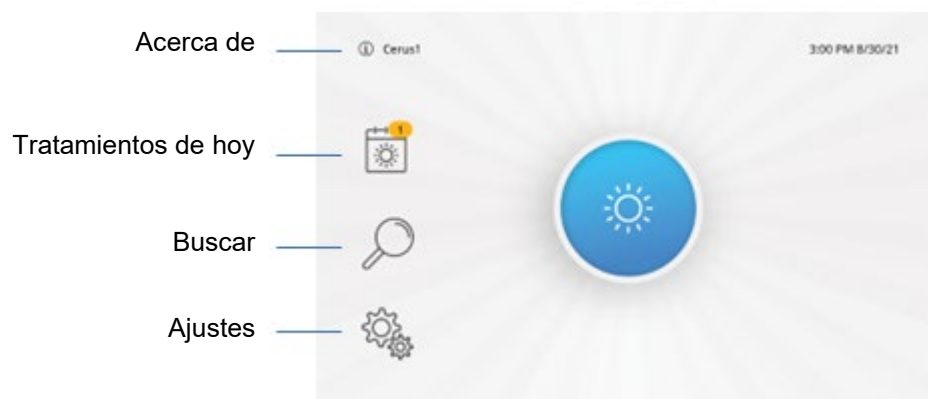 Acerca de
Cerus1
3:00 PM 8/30/21
1
Tratamientos de hoy
Buscar
Ajustes